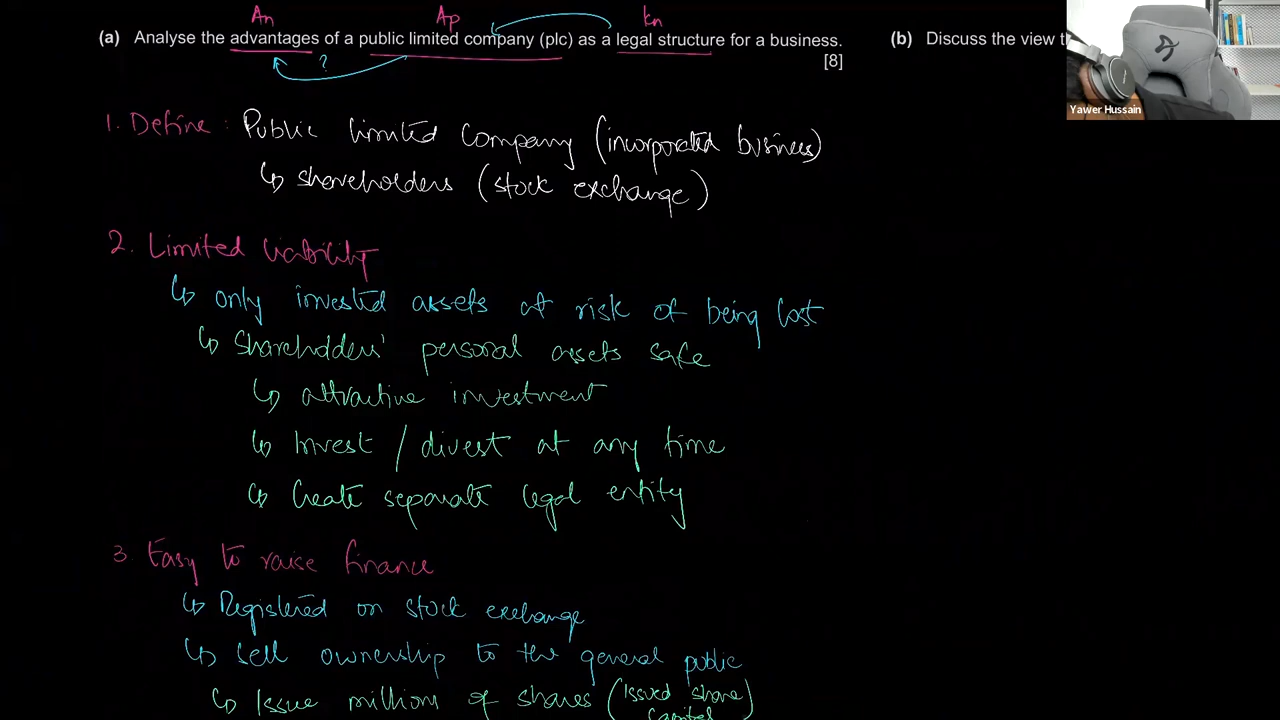 An Ap kn
(a) Analyse the advantages of a public limited company (plc) as a legal structure for a business.
[8]
?
(b) Discuss the view t
Yawer Hussain
1. Define : Public limited company (incorporated business)
↳ shareholders (stock exchange)
2. Limited liability
↳ only invested assets at risk of being lost
↳ Shareholders' personal assets safe
↳ attractive investment
↳ Invest / divest at any time
↳ Create separate legal entity
3. Easy to raise finance
↳ Registered on stock exchange
↳ Sell ownership to the general public
↳ Issue millions of shares (issued share
capital